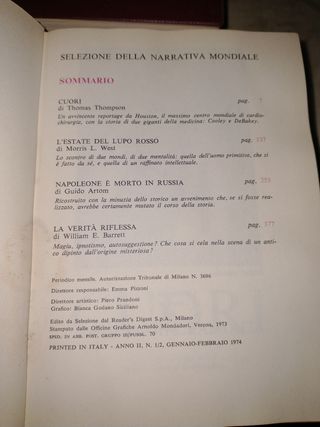 SELEZIONE DELLA NARRATIVA MONDIALE
SOMMARIO
CUORI
di Thomas Thompson pag. 7
Un avvincente reportage da Houston, il massimo centro mondiale di cardio-
chirurgia, con la storia di due giganti della medicina: Cooley e DeBakey.
L'ESTATE DEL LUPO ROSSO
di Morris L. West pag. 137
Lo scontro di due mondi, di due mentalità: quella dell'uomo primitivo, che si
è fatto da sé, e quella di un raffinato intellettuale.
NAPOLEONE È MORTO IN RUSSIA
di Guido Artom pag.
Ricostruito con la minuzia dello storico un avvenimento che, se si fosse rea-
lizzato, avrebbe certamente mutato il corso della storia.
LA VERITÀ RIFLESSA
di William E. Barrett pag. 377
Magia, ipnotismo, autosuggestione? Che cosa si cela nella scena di un anti-
co dipinto dall'origine misteriosa?
Periodico mensile. Autorizzazione Tribunale di Milano N. 3686
Direttore responsabile: Emma Pizzoni
Direttore artistico: Piero Prandoni
Grafico: Bianca Godano Siciliano
Edito da Selezione dal Reader's Digest S.p.A., Milano
Stampato dalle Officine Grafiche Arnoldo Mondadori, Verona, 1973
SPED. IN ABB. POST. GRUPPO III/PUBBL. 70
PRINTED IN ITALY - ANNO II, N. 1/2, GENNAIO-FEBBRAIO 1974